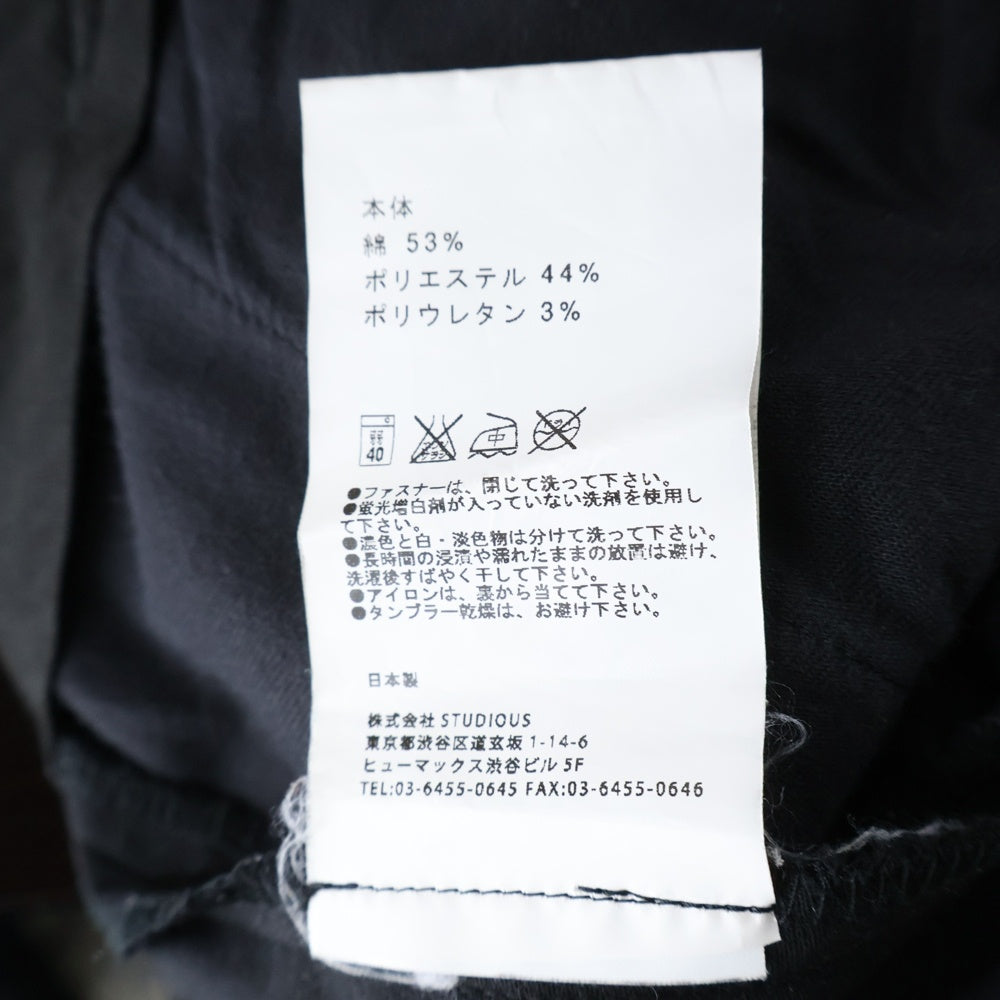 本体
綿 53%
ポリエステル 44%
ポリウレタン 3%
弱
40
中
●ファスナーは、閉じて洗って下さい。
●蛍光増白剤が入っていない洗剤を使用し
て下さい。
●濃色と白・淡色物は分けて洗って下さい。
●長時間の浸漬や濡れたままの放置は避け、
洗濯後すばやく干して下さい。
●アイロンは、裏から当てて下さい。
●タンブラー乾燥は、お避け下さい。
日本製
株式会社 STUDIOUS
東京都渋谷区道玄坂 1-14-6
ヒューマックス渋谷ビル 5F
TEL:03-6455-0645 FAX:03-6455-0646